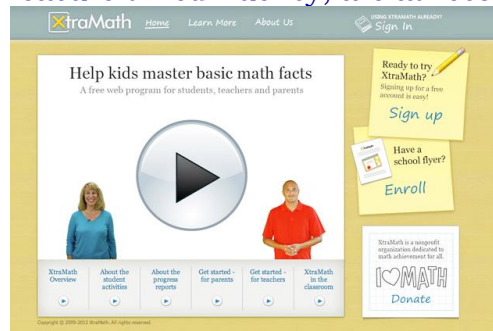 XtraMath Home Learn More About Us
USING XTRAMATH ALREADY?
Sign In
Help kids master basic math facts
A free web program for students, teachers and parents
Ready to try
XtraMath?
Signing up for a free
account is easy!
Sign up
Have a
school flyer?
Enroll
XtraMath is a nonprofit
organization dedicated to
math achievement for all.
I ♥ MATH
Donate
XtraMath
Overview
About the
student
activities
About the
progress
reports
Get started -
for parents
Get started -
for teachers
XtraMath
in the
classroom
Copyright © 2009-2012 XtraMath. All rights reserved.